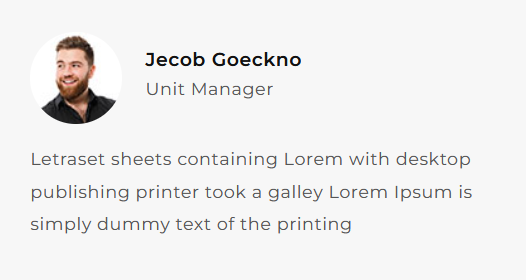 Jecob Goeckno
Unit Manager
Letraset sheets containing Lorem with desktop
publishing printer took a galley Lorem Ipsum is
simply dummy text of the printing